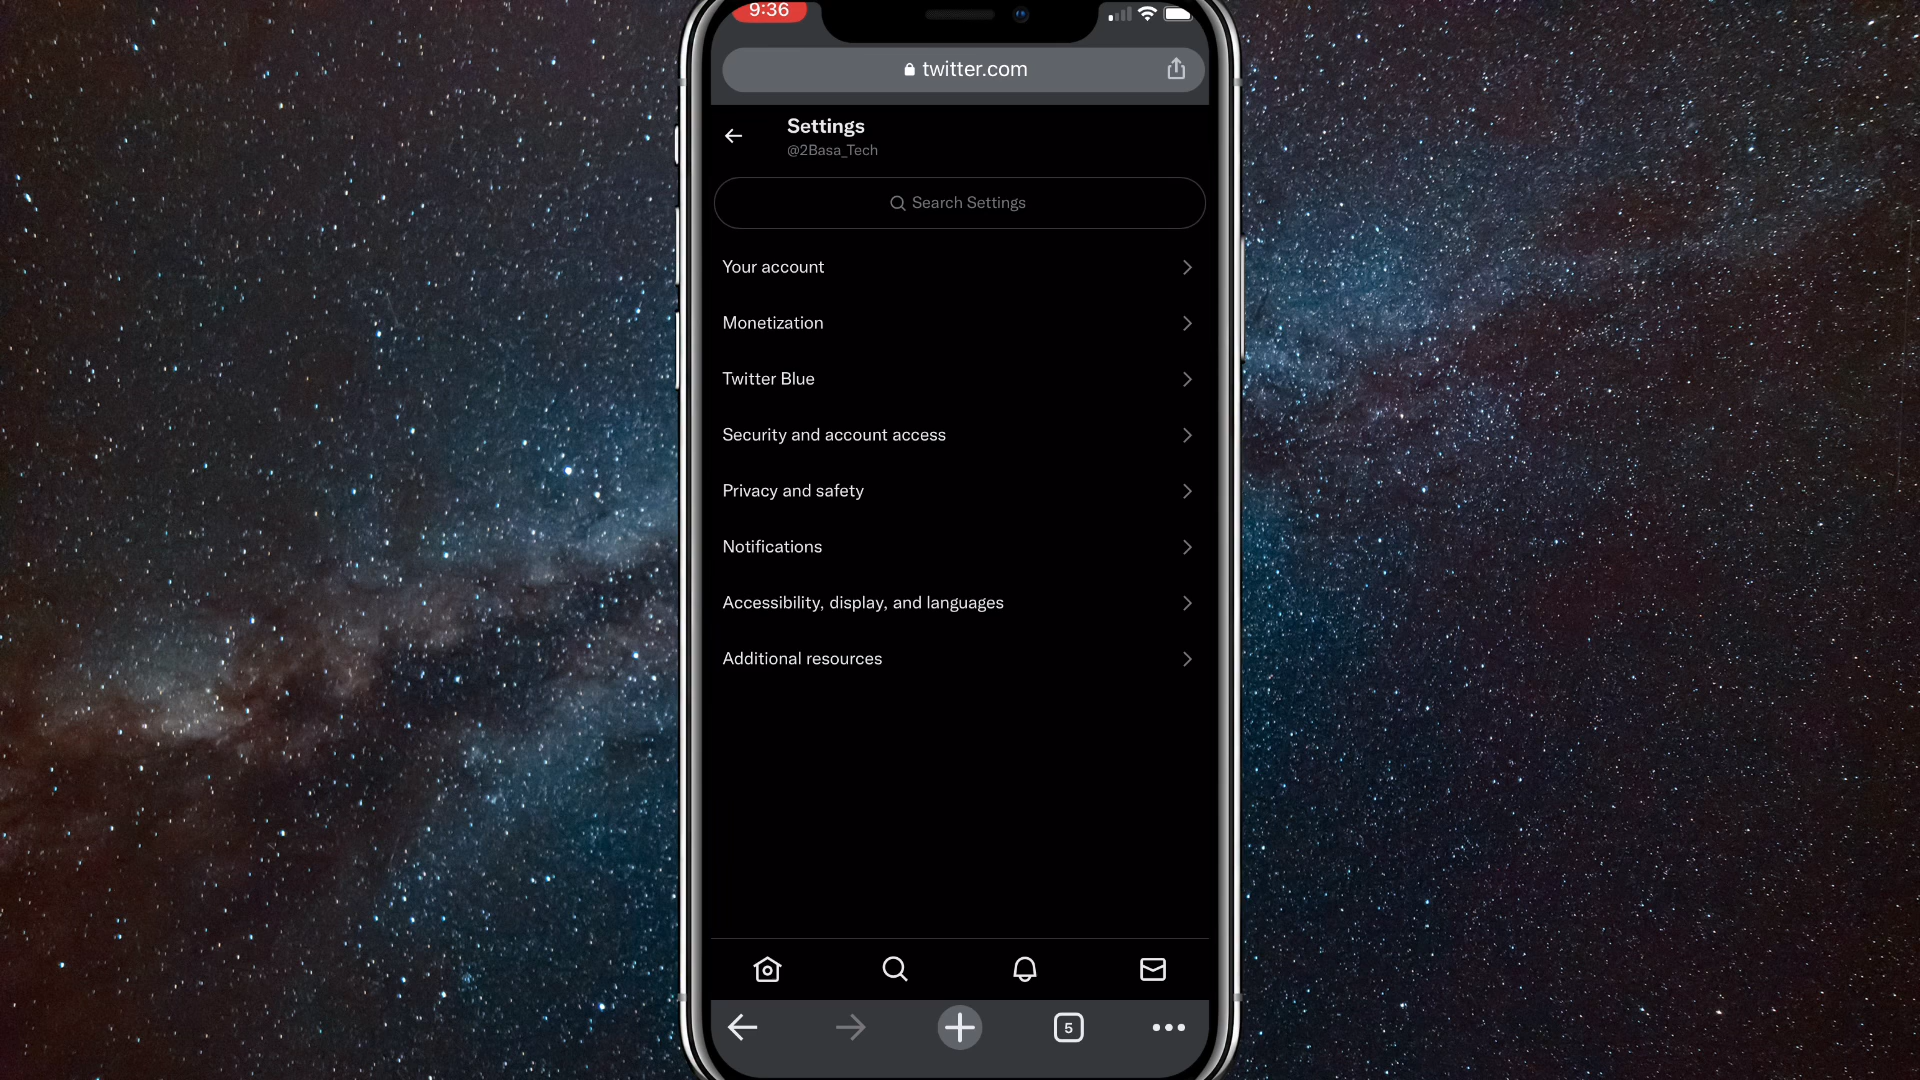 9:36
twitter.com
Settings
@2Basa_Tech
Search Settings
Your account
Monetization
Twitter Blue
Security and account access
Privacy and safety
Notifications
Accessibility, display, and languages
Additional resources
5